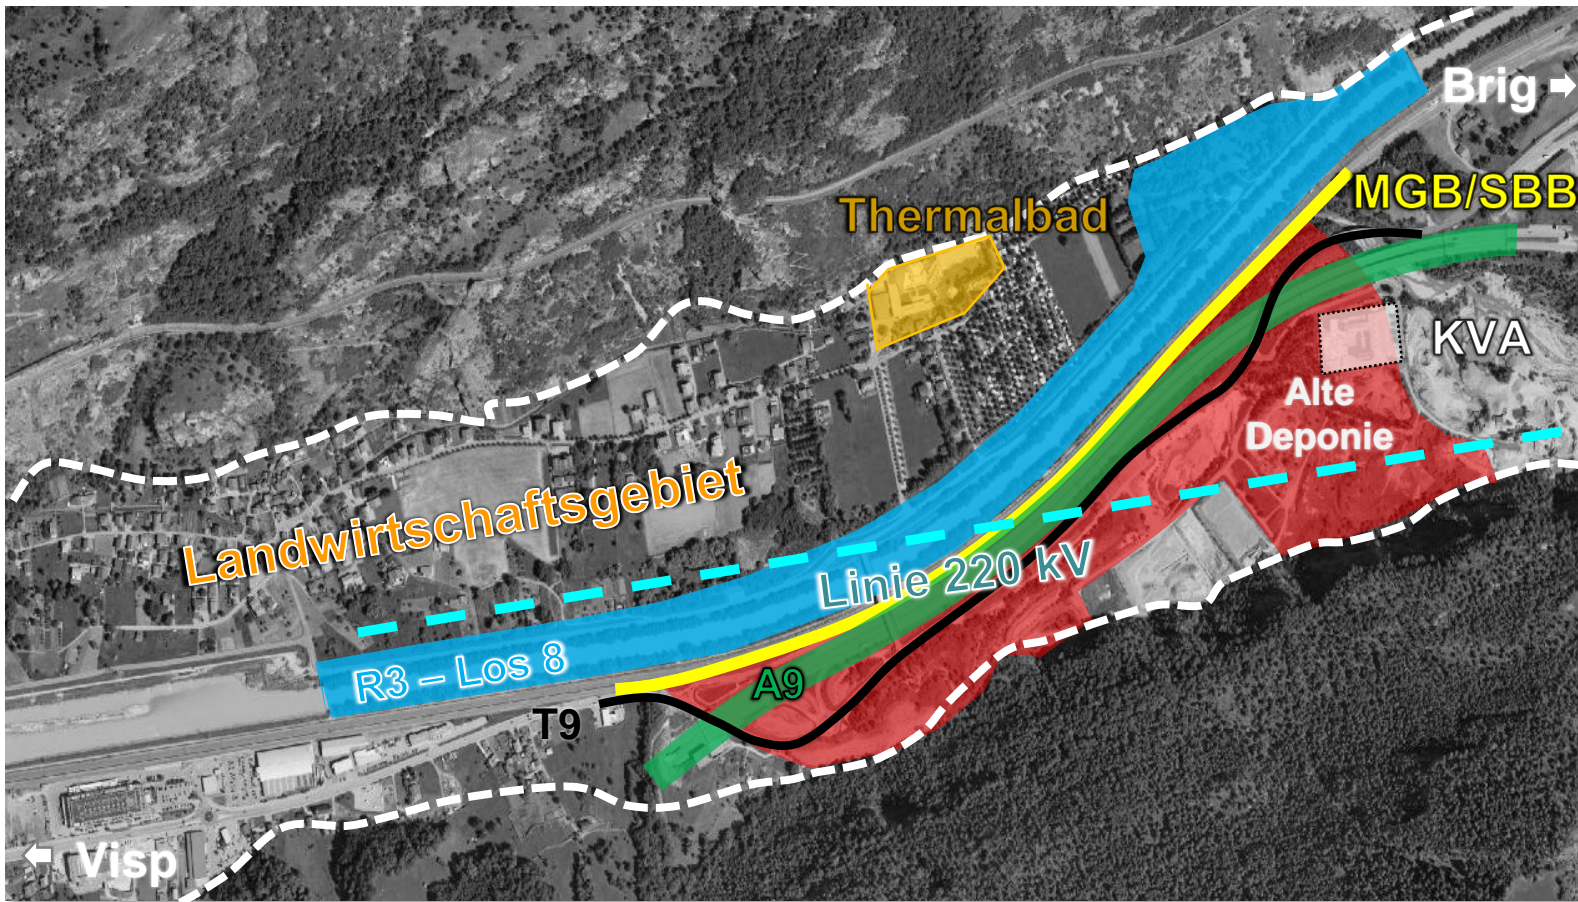 Brig
MGB/SBB
Thermalbad
KVA
Alte
Deponie
Landwirtschaftsgebiet
Linie 220 kV
R3 – Los 8
A9
T9
Visp